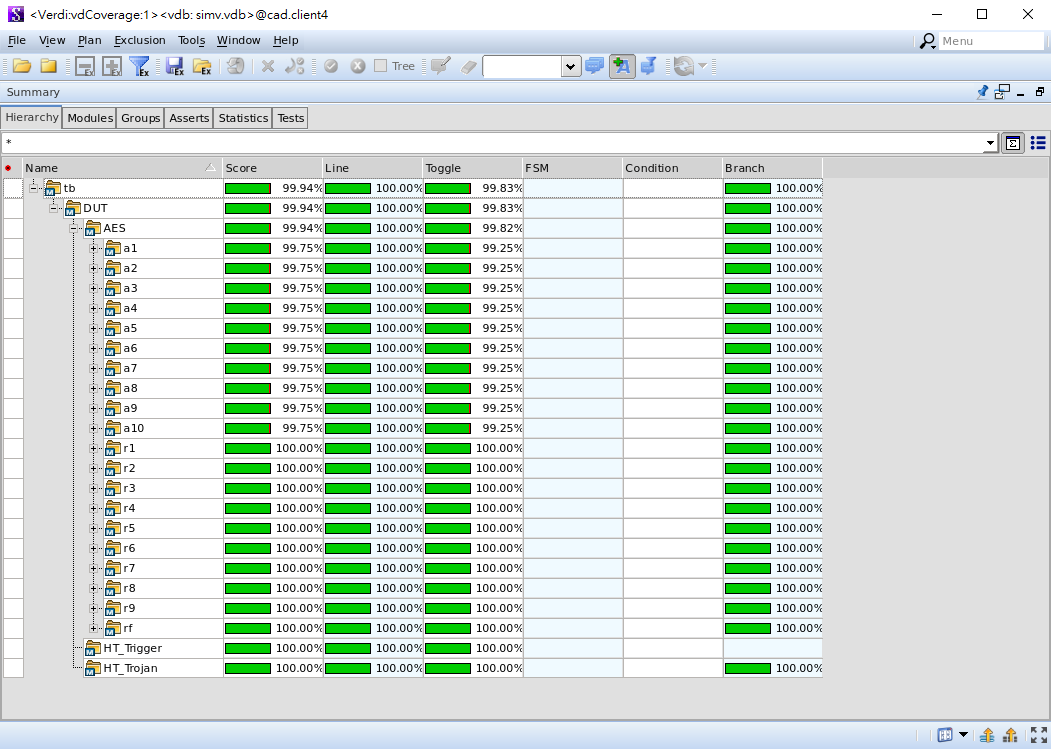 <Verdi:vdCoverage:1><vdb: simv.vdb>@cad.client4
File View Plan Exclusion Tools Window Help Menu
Ex Ex Ex Ex Ex Tree A
Summary
Hierarchy Modules Groups Asserts Statistics Tests
*
Name Score Line Toggle FSM Condition Branch
tb 99.94% 100.00% 99.83% 100.00%
DUT 99.94% 100.00% 99.83% 100.00%
AES 99.94% 100.00% 99.82% 100.00%
a1 99.75% 100.00% 99.25% 100.00%
a2 99.75% 100.00% 99.25% 100.00%
a3 99.75% 100.00% 99.25% 100.00%
a4 99.75% 100.00% 99.25% 100.00%
a5 99.75% 100.00% 99.25% 100.00%
a6 99.75% 100.00% 99.25% 100.00%
a7 99.75% 100.00% 99.25% 100.00%
a8 99.75% 100.00% 99.25% 100.00%
a9 99.75% 100.00% 99.25% 100.00%
a10 99.75% 100.00% 99.25% 100.00%
r1 100.00% 100.00% 100.00% 100.00%
r2 100.00% 100.00% 100.00% 100.00%
r3 100.00% 100.00% 100.00% 100.00%
r4 100.00% 100.00% 100.00% 100.00%
r5 100.00% 100.00% 100.00% 100.00%
r6 100.00% 100.00% 100.00% 100.00%
r7 100.00% 100.00% 100.00% 100.00%
r8 100.00% 100.00% 100.00% 100.00%
r9 100.00% 100.00% 100.00% 100.00%
rf 100.00% 100.00% 100.00% 100.00%
HT_Trigger 100.00% 100.00% 100.00%
HT_Trojan 100.00% 100.00% 100.00% 100.00%